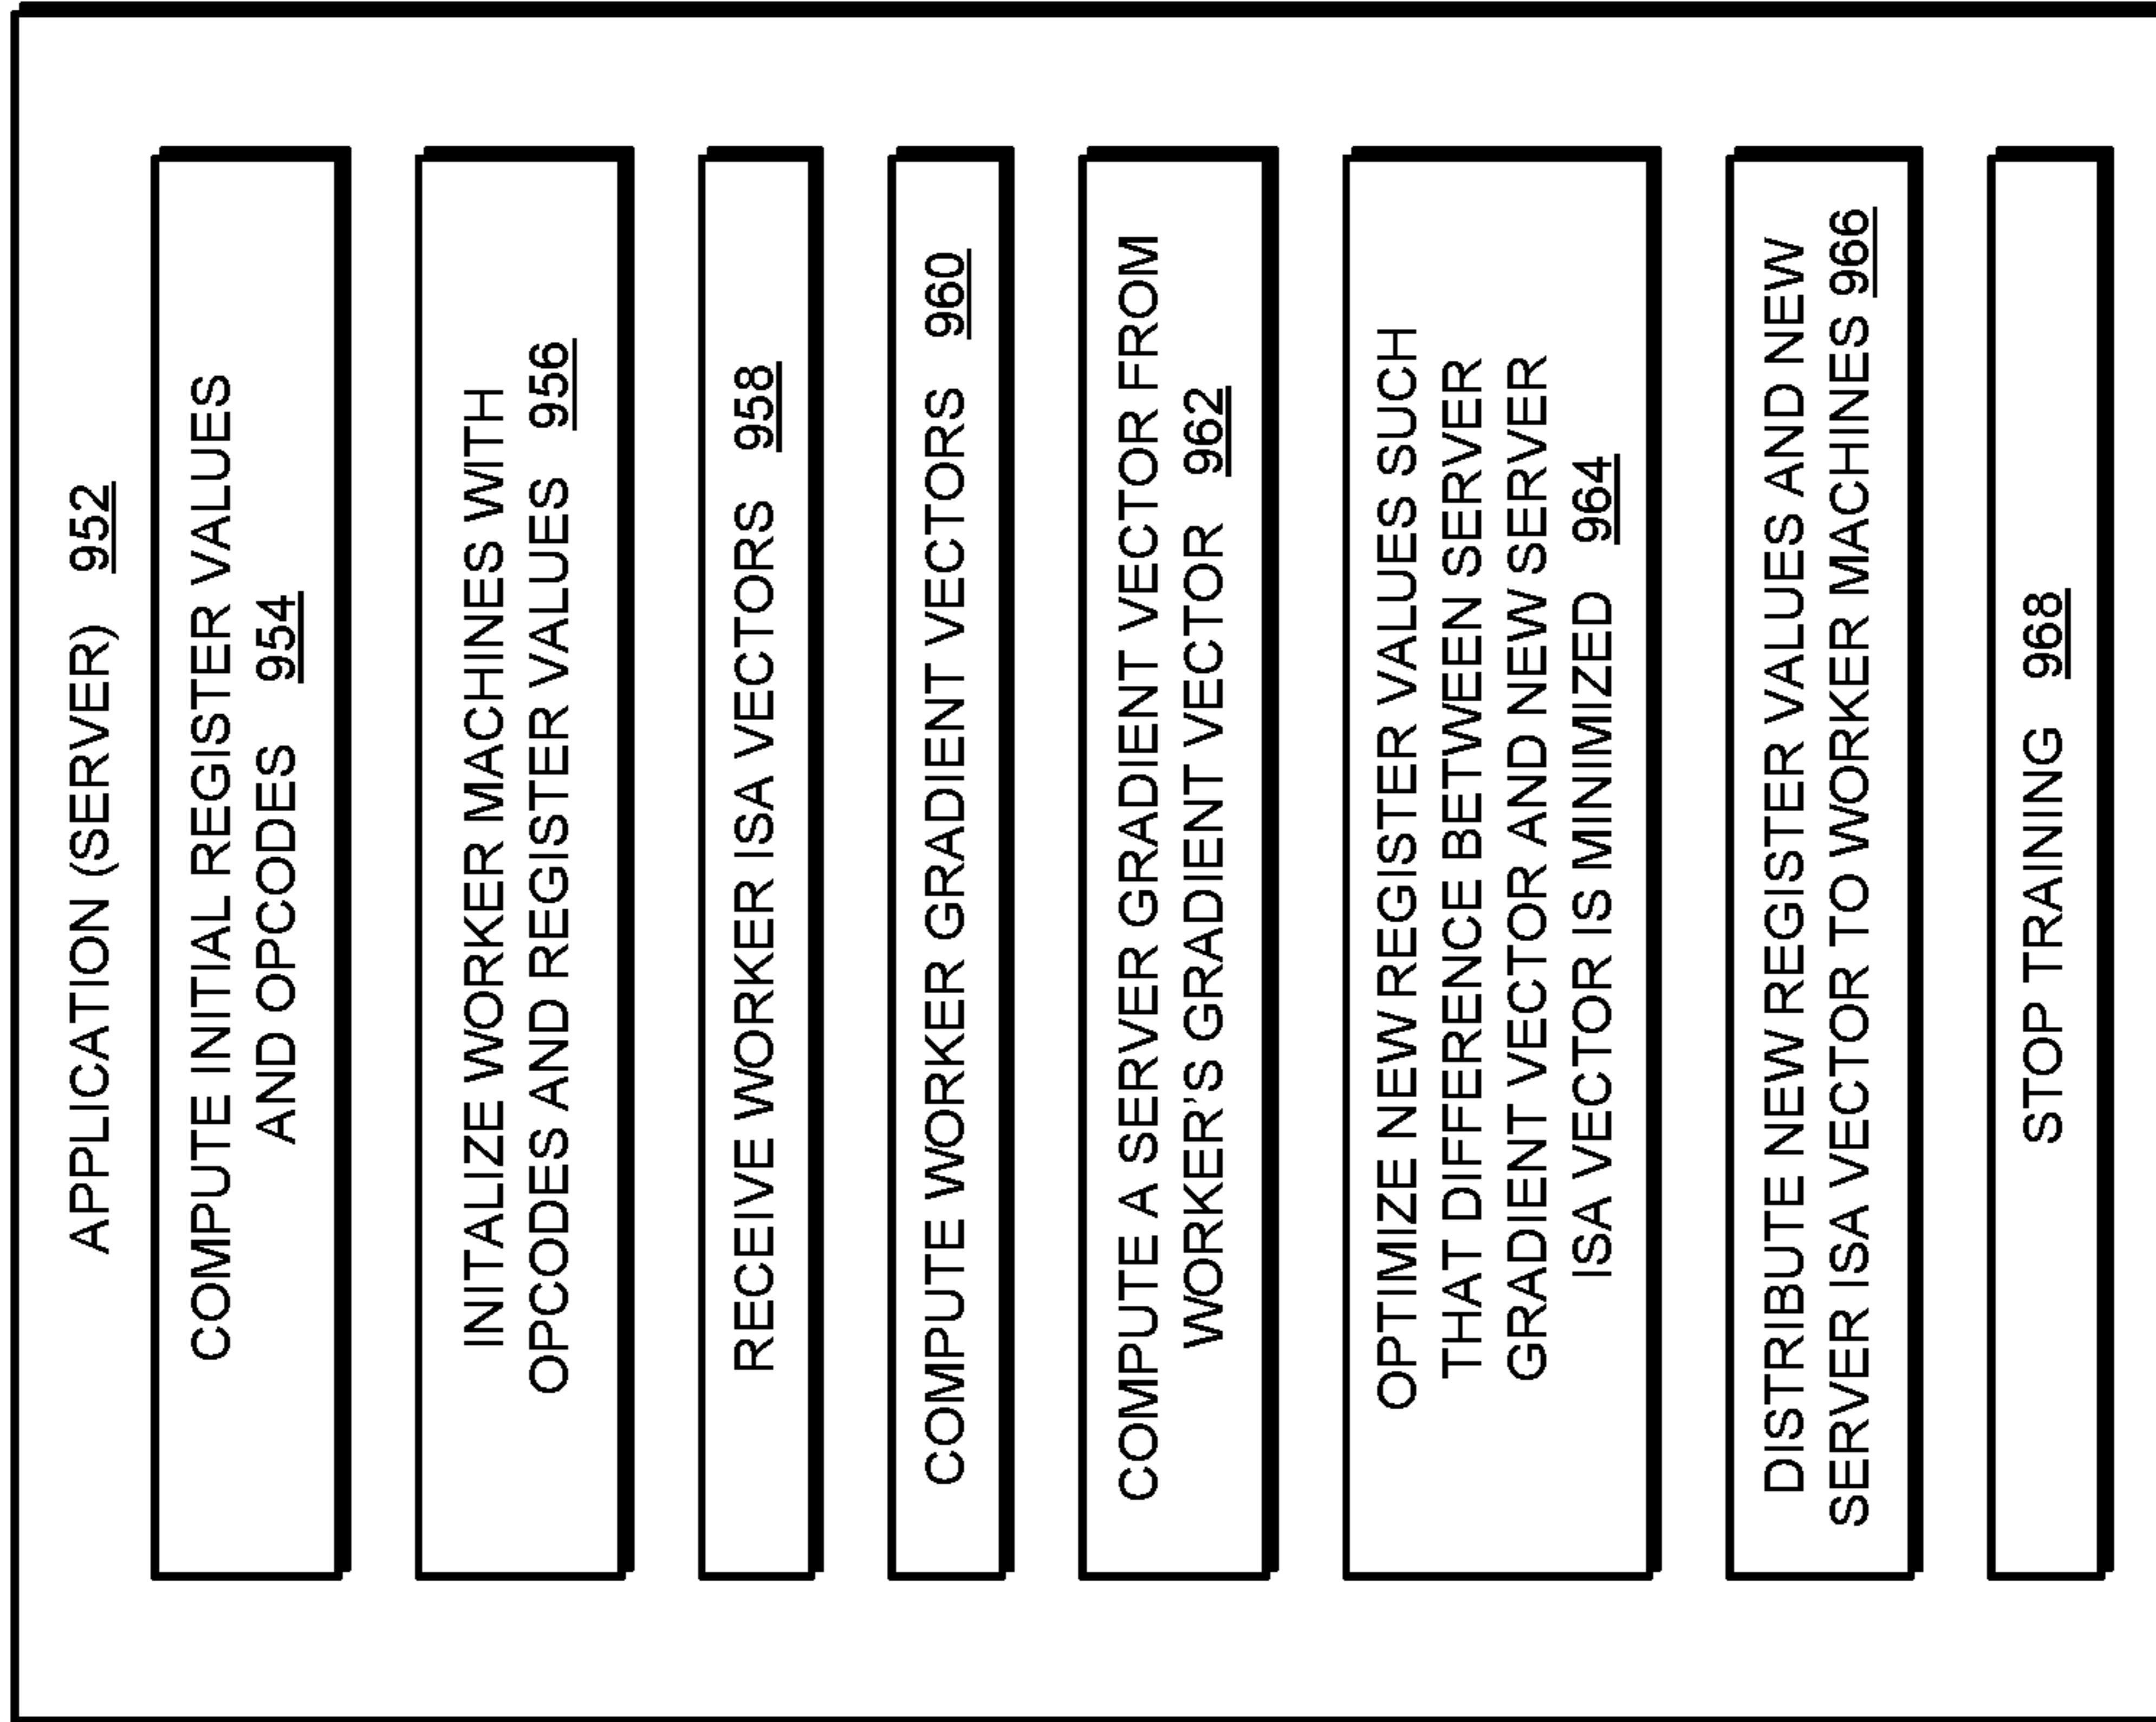 APPLICATION (SERVER) 952
COMPUTE INITIAL REGISTER VALUES
AND OPCODES 954
INITALIZE WORKER MACHINES WITH
OPCODES AND REGISTER VALUES 956
RECEIVE WORKER ISA VECTORS 958
COMPUTE WORKER GRADIENT VECTORS 960
COMPUTE A SERVER GRADIENT VECTOR FROM
WORKER'S GRADIENT VECTOR 962
OPTIMIZE NEW REGISTER VALUES SUCH
THAT DIFFERENCE BETWEEN SERVER
GRADIENT VECTOR AND NEW SERVER
ISA VECTOR IS MINIMIZED 964
DISTRIBUTE NEW REGISTER VALUES AND NEW
SERVER ISA VECTOR TO WORKER MACHINES 966
STOP TRAINING 968